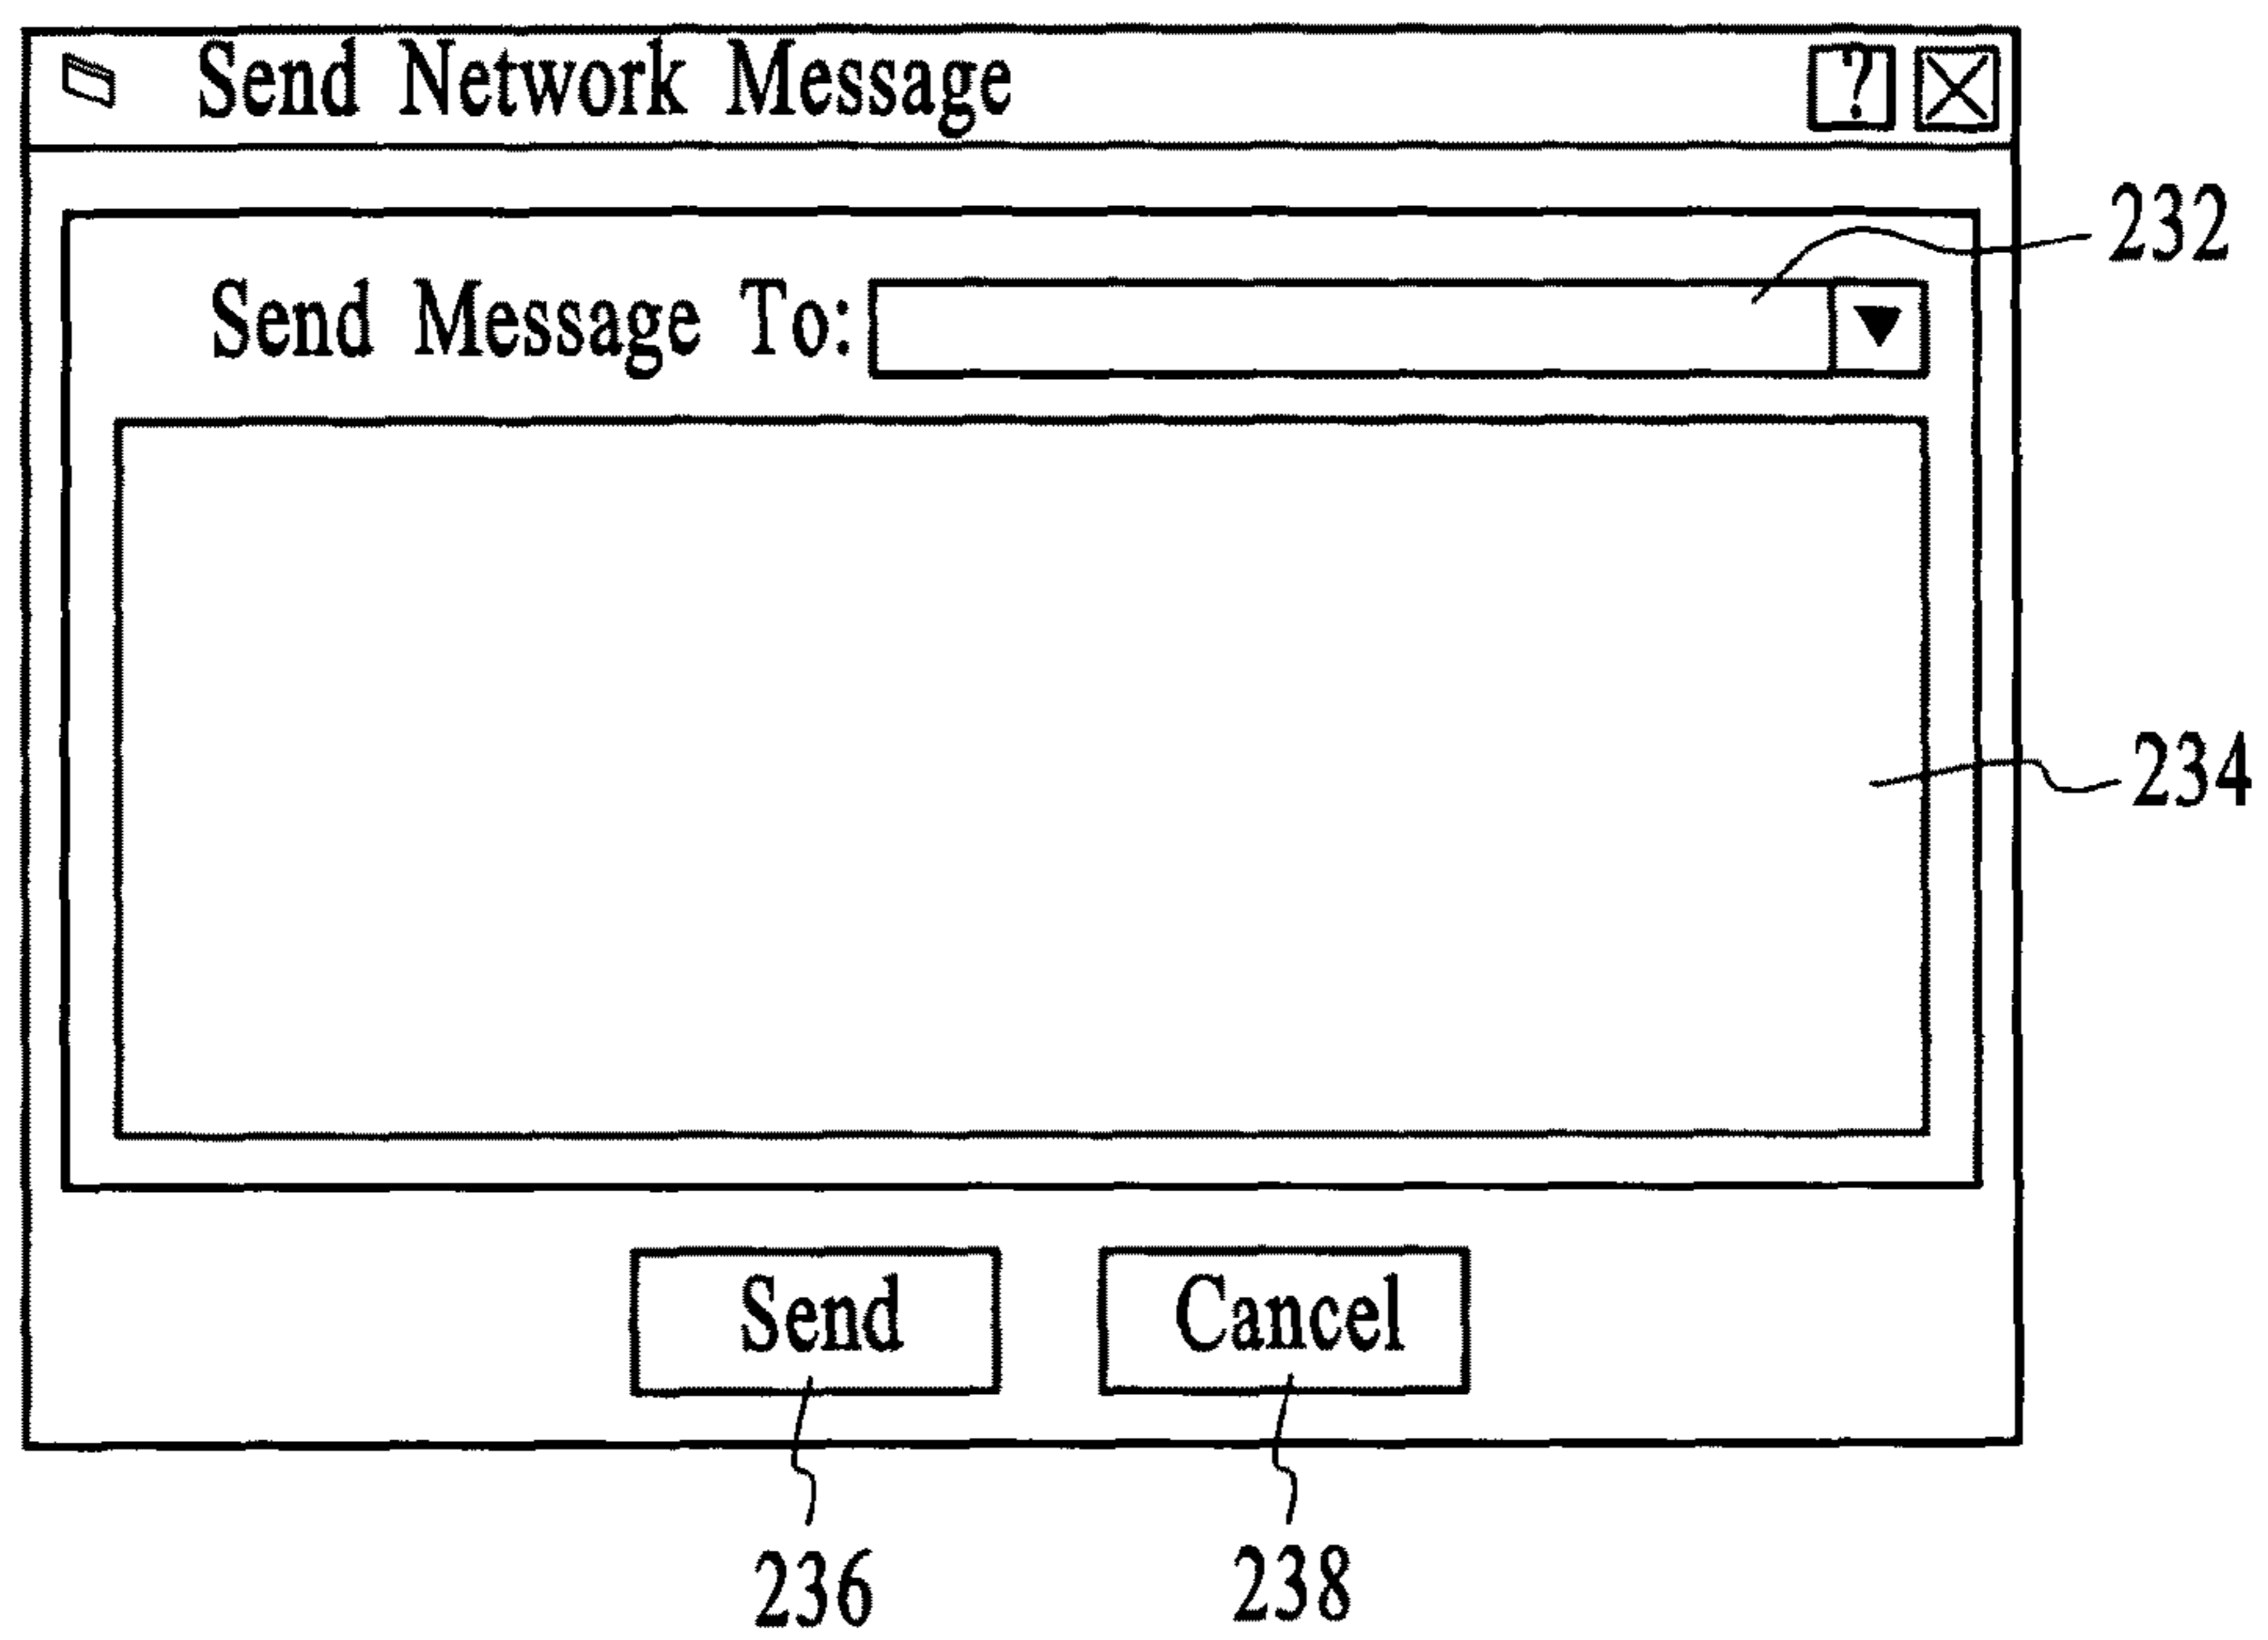 Send Network Message ?
232
Send Message To:
234
Send Cancel
236 238